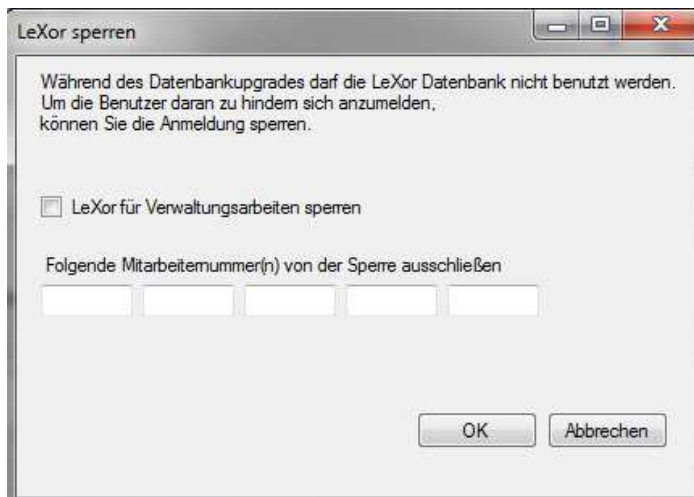 LeXor sperren
Während des Datenbankupgrades darf die LeXor Datenbank nicht benutzt werden.
Um die Benutzer daran zu hindern sich anzumelden,
können Sie die Anmeldung sperren.
LeXor für Verwaltungsarbeiten sperren
Folgende Mitarbeiternummer(n) von der Sperre ausschließen
OK Abbrechen